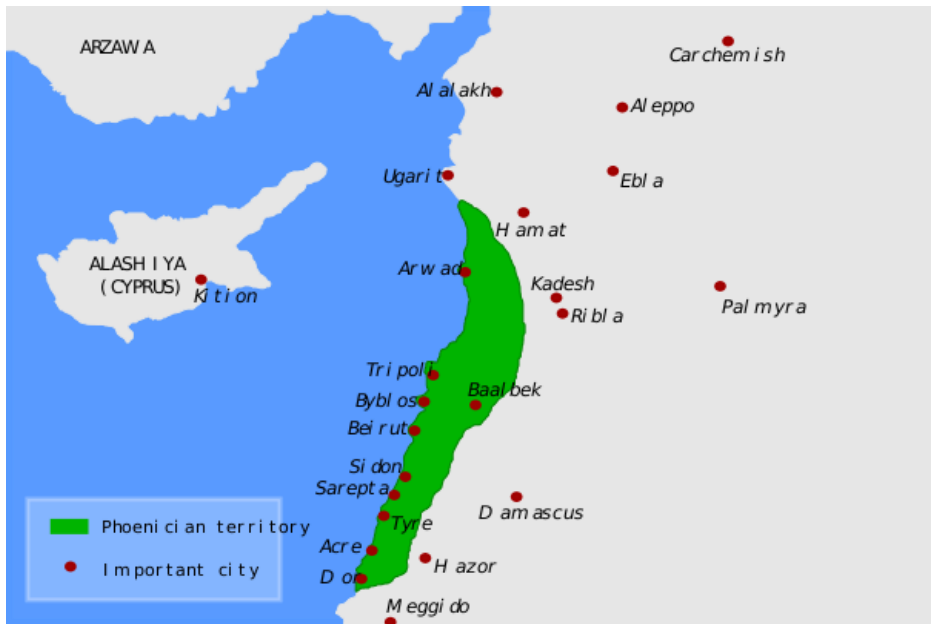 ARZAWA
Carchemish
Alalakh
Aleppo
Ugarit
Ebla
Hamat
ALASHIYA
(CYPRUS)
Kition
Arwad
Kadesh
Ribla
Palmyra
Tripoli
Baalbek
Byblos
Beirut
Sidon
Sarepta
Damascus
Tyre
Acre
Hazor
Dor
Meggido
Phoenician territory
Important city